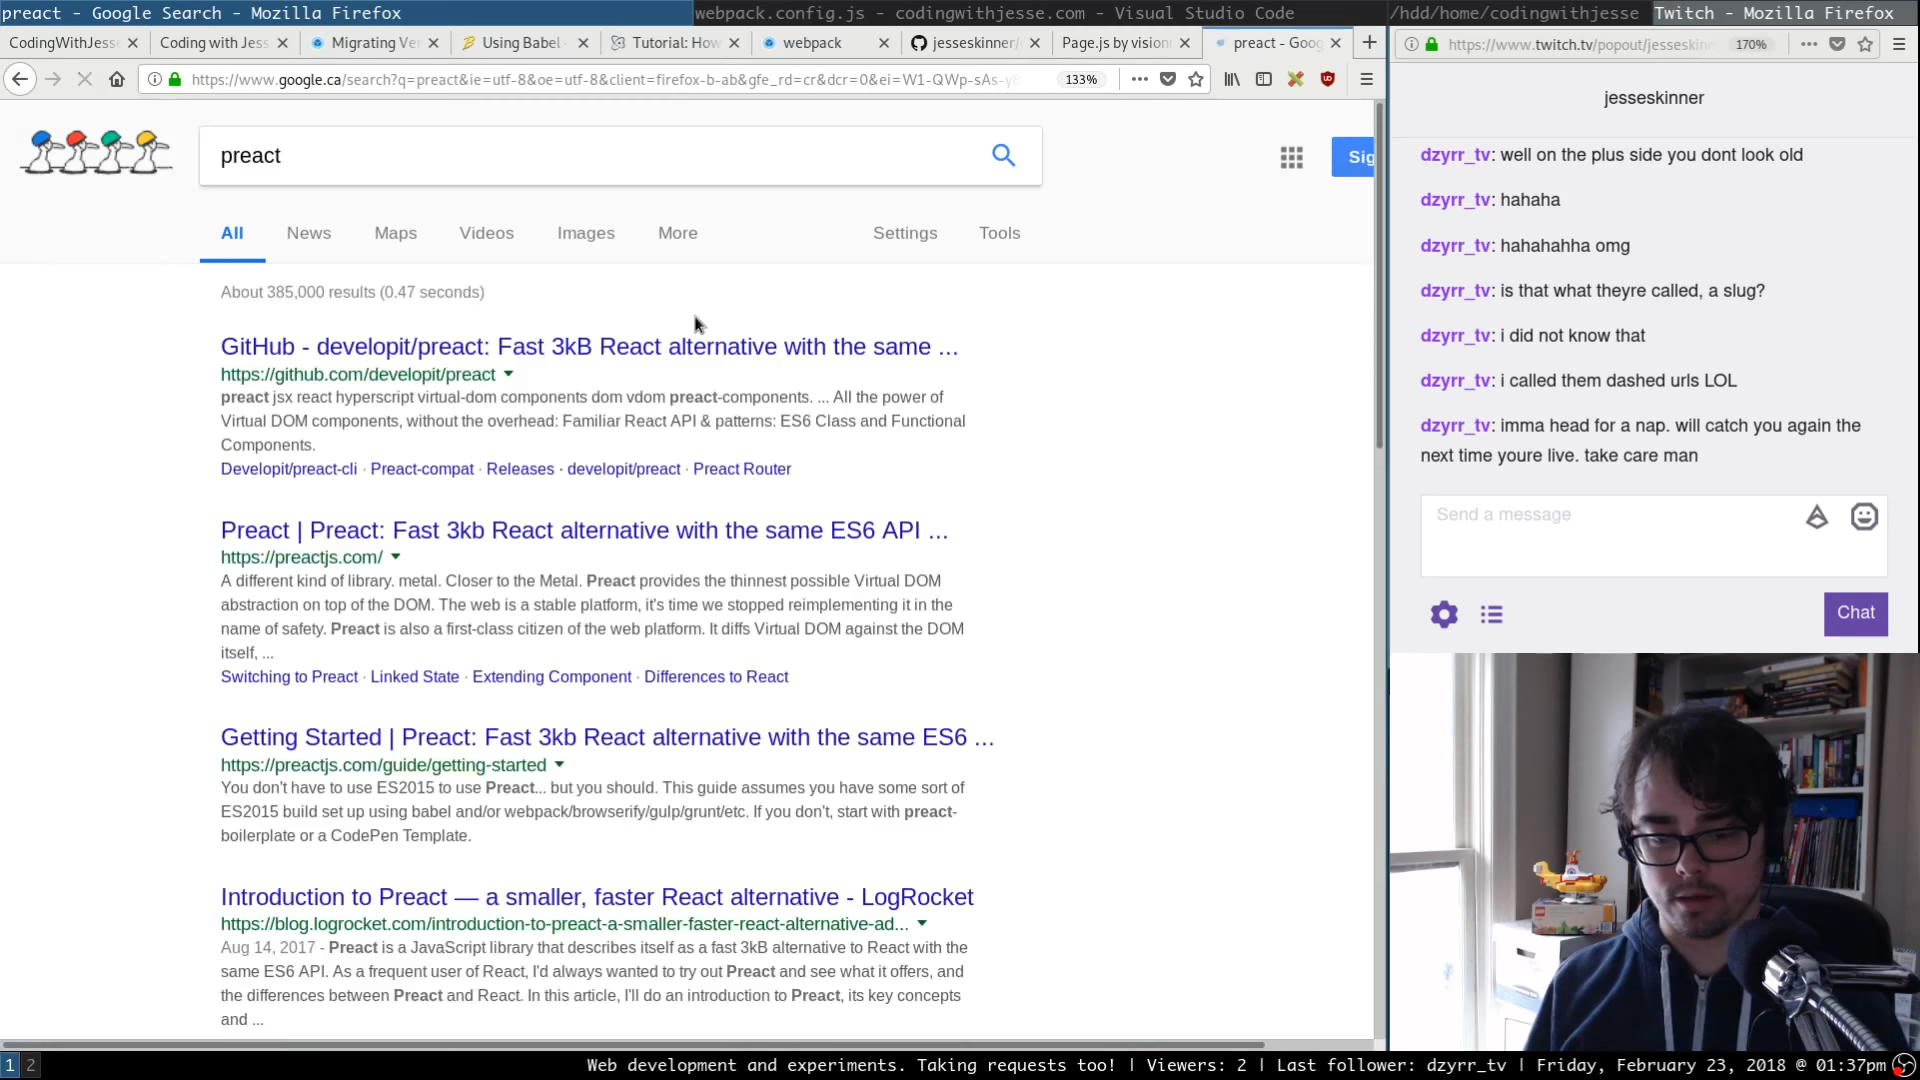 preact - Google Search - Mozilla Firefox
webpack.config.js - codingwithjesse.com - Visual Studio Code
/hdd/home/codingwithjesse
Twitch - Mozilla Firefox
CodingWithJesse
Coding with Jess
Migrating Ve
Using Babel -
Tutorial: How
webpack
jesseskinner/
Page.js by vision
preact - Goog
https://www.google.ca/search?q=preact&ie=utf-8&oe=utf-8&client=firefox-b-ab&gfe_rd=cr&dcr=0&ei=W1-QWp-sAs-y8
133%
https://www.twitch.tv/popout/jesseskin
170%
preact
Sig
All
News
Maps
Videos
Images
More
Settings
Tools
About 385,000 results (0.47 seconds)
GitHub - developit/preact: Fast 3kB React alternative with the same ...
https://github.com/developit/preact
preact jsx react hyperscript virtual-dom components dom vdom preact-components. ... All the power of
Virtual DOM components, without the overhead: Familiar React API & patterns: ES6 Class and Functional
Components.
Developit/preact-cli · Preact-compat · Releases · developit/preact · Preact Router
Preact | Preact: Fast 3kb React alternative with the same ES6 API ...
https://preactjs.com/
A different kind of library. metal. Closer to the Metal. Preact provides the thinnest possible Virtual DOM
abstraction on top of the DOM. The web is a stable platform, it's time we stopped reimplementing it in the
name of safety. Preact is also a first-class citizen of the web platform. It diffs Virtual DOM against the DOM
itself, ...
Switching to Preact · Linked State · Extending Component · Differences to React
Getting Started | Preact: Fast 3kb React alternative with the same ES6 ...
https://preactjs.com/guide/getting-started
You don't have to use ES2015 to use Preact... but you should. This guide assumes you have some sort of
ES2015 build set up using babel and/or webpack/browserify/gulp/grunt/etc. If you don't, start with preact-
boilerplate or a CodePen Template.
Introduction to Preact — a smaller, faster React alternative - LogRocket
https://blog.logrocket.com/introduction-to-preact-a-smaller-faster-react-alternative-ad...
Aug 14, 2017 - Preact is a JavaScript library that describes itself as a fast 3kB alternative to React with the
same ES6 API. As a frequent user of React, I'd always wanted to try out Preact and see what it offers, and
the differences between Preact and React. In this article, I'll do an introduction to Preact, its key concepts
and ...
jesseskinner
dzyrr_tv: well on the plus side you dont look old
dzyrr_tv: hahaha
dzyrr_tv: hahahahha omg
dzyrr_tv: is that what theyre called, a slug?
dzyrr_tv: i did not know that
dzyrr_tv: i called them dashed urls LOL
dzyrr_tv: imma head for a nap. will catch you again the
next time youre live. take care man
Send a message
Chat
1 2
Web development and experiments. Taking requests too! | Viewers: 2 | Last follower: dzyrr_tv | Friday, February 23, 2018 @ 01:37pm